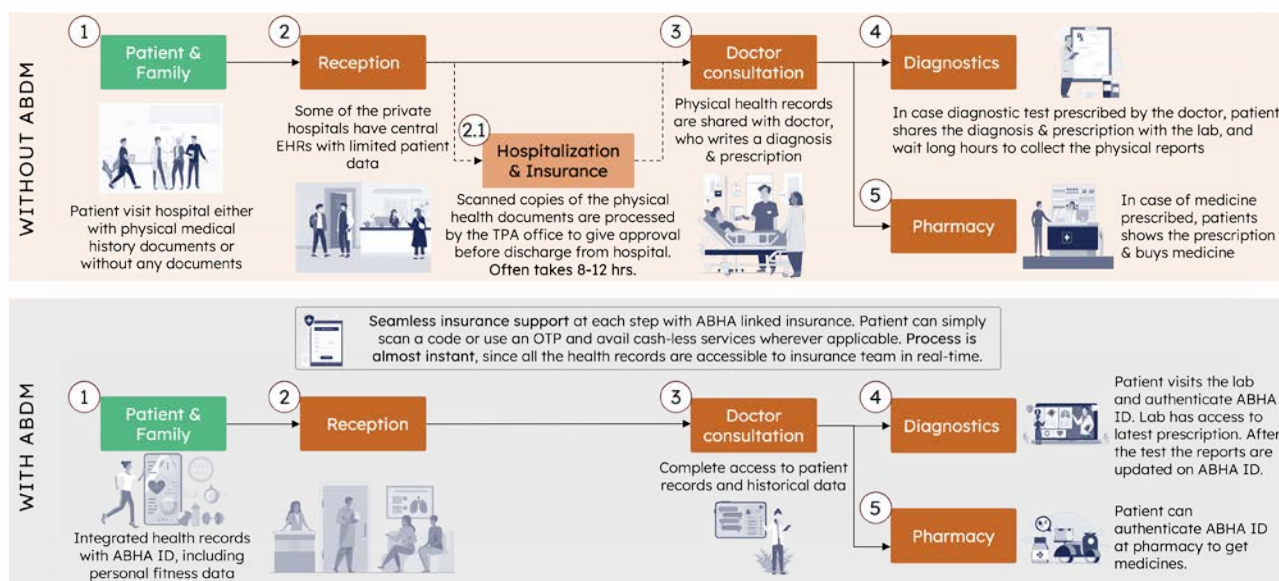 WITHOUT ABDM
1
Patient &
Family
Patient visit hospital either
with physical medical
history documents or
without any documents
2
Reception
Some of the private
hospitals have central
EHRs with limited patient
data
2.1
Hospitalization
& Insurance
Scanned copies of the physical
health documents are processed
by the TPA office to give approval
before discharge from hospital.
Often takes 8-12 hrs.
3
Doctor
consultation
Physical health records
are shared with doctor,
who writes a diagnosis
& prescription
4
Diagnostics
In case diagnostic test prescribed by the doctor, patient
shares the diagnosis & prescription with the lab, and
wait long hours to collect the physical reports
5
Pharmacy
In case of medicine
prescribed, patients
shows the prescription
& buys medicine
WITH ABDM
Seamless insurance support at each step with ABHA linked insurance. Patient can simply
scan a code or use an OTP and avail cash-less services wherever applicable. Process is
almost instant, since all the health records are accessible to insurance team in real-time.
1
Patient &
Family
Integrated health records
with ABHA ID, including
personal fitness data
2
Reception
3
Doctor
consultation
Complete access to patient
records and historical data
4
Diagnostics
Patient visits the lab
and authenticate ABHA
ID. Lab has access to
latest prescription. After
the test the reports are
updated on ABHA ID.
5
Pharmacy
Patient can
authenticate ABHA ID
at pharmacy to get
medicines.